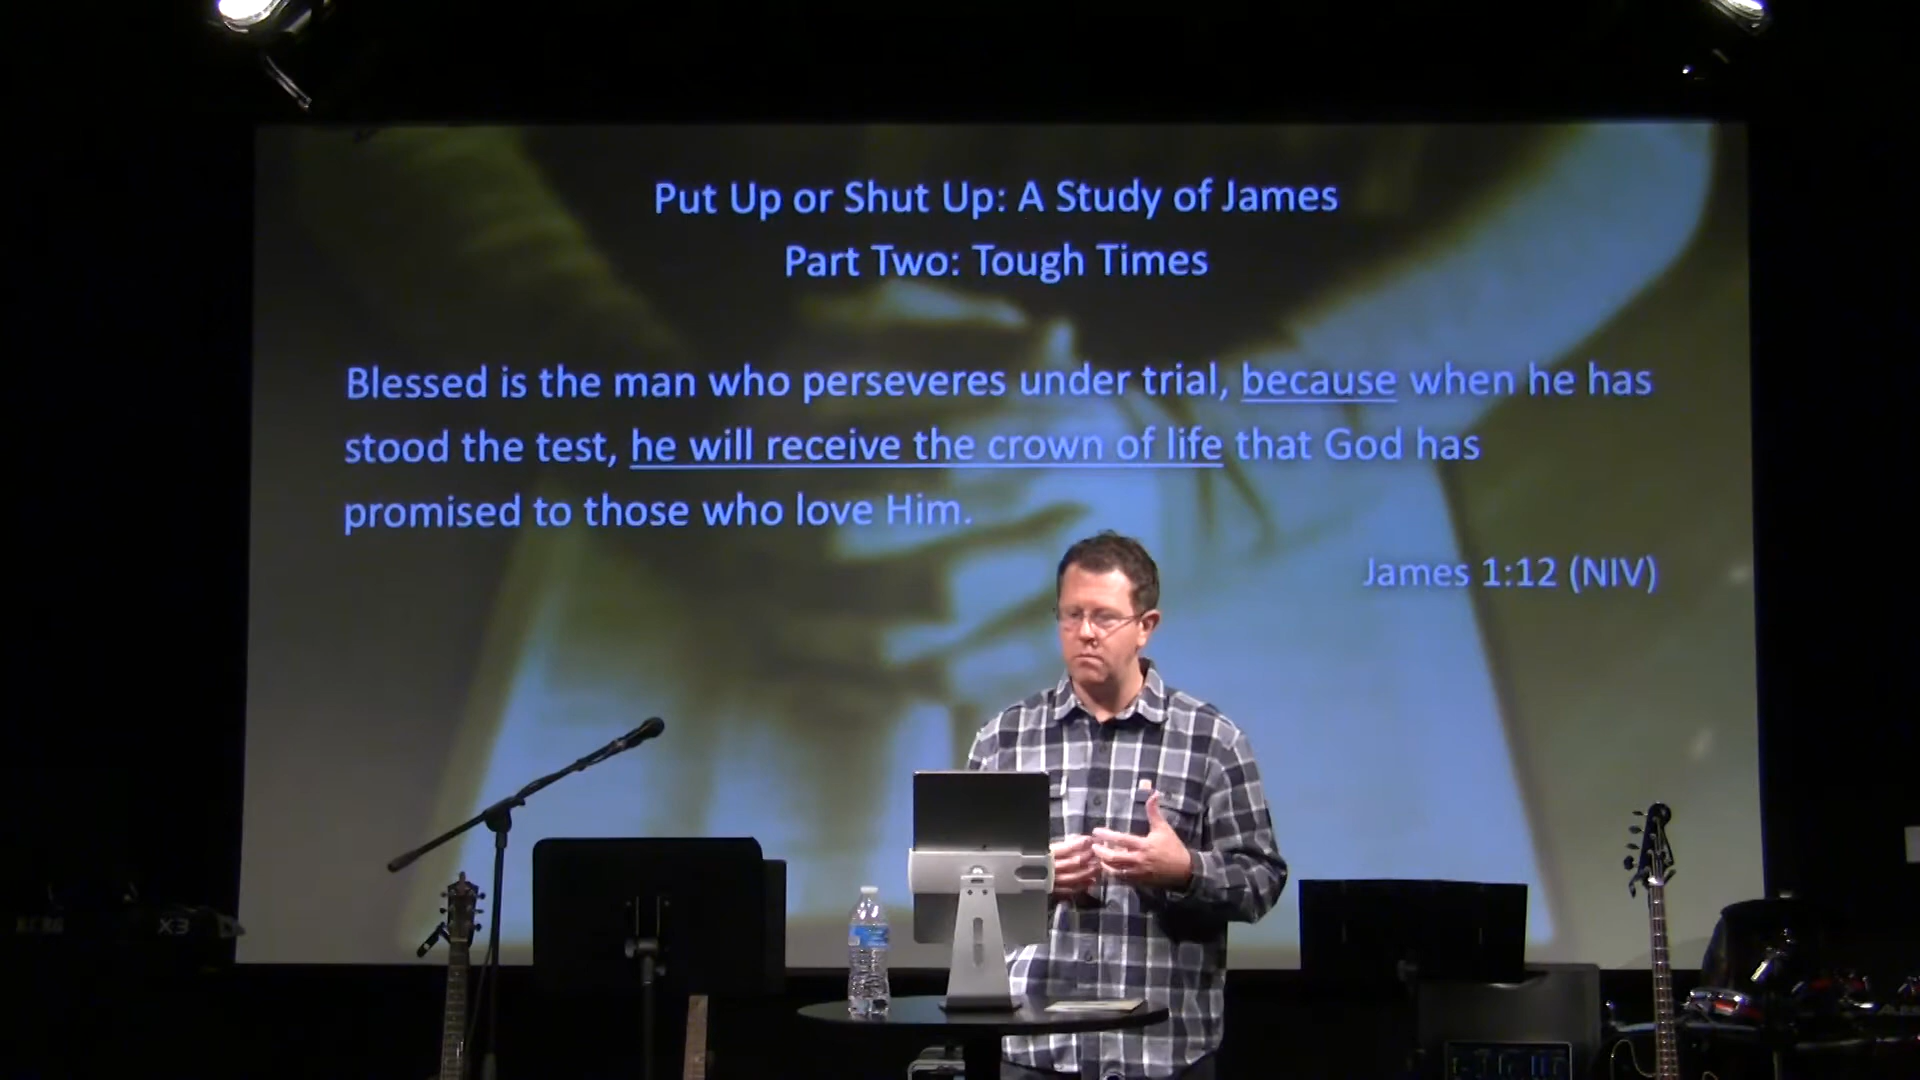 Put Up or Shut Up: A Study of James
Part Two: Tough Times
Blessed is the man who perseveres under trial, because when he has
stood the test, he will receive the crown of life that God has
promised to those who love Him.
James 1:12 (NIV)
X3